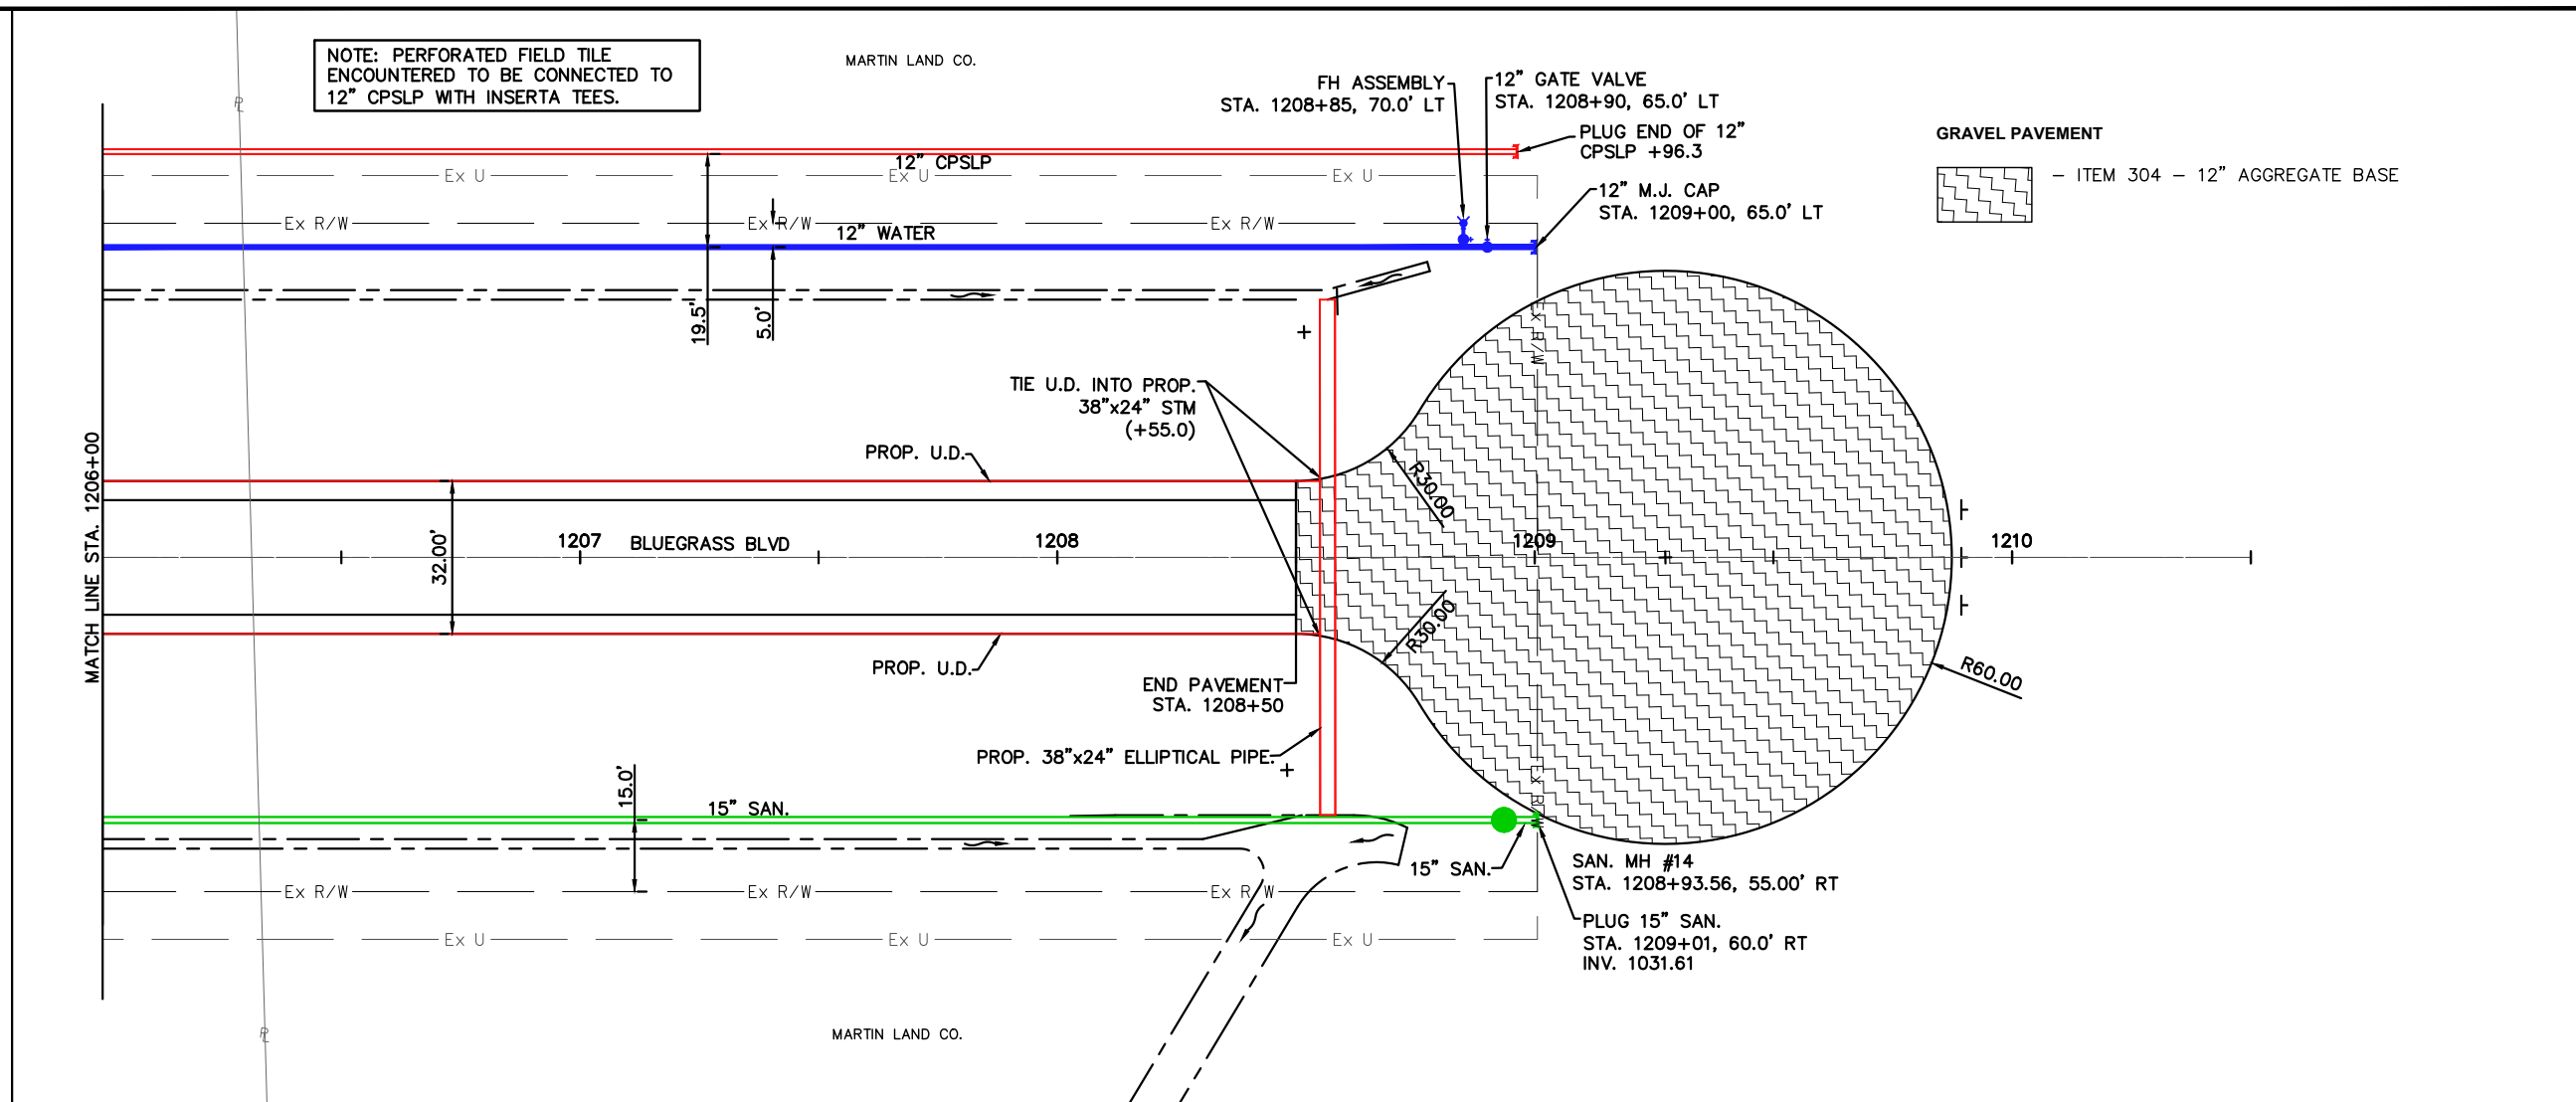 NOTE: PERFORATED FIELD TILE
ENCOUNTERED TO BE CONNECTED TO
12" CPSLP WITH INSERTA TEES.
MARTIN LAND CO.
FH ASSEMBLY
STA. 1208+85, 70.0' LT
12" GATE VALVE
STA. 1208+90, 65.0' LT
PLUG END OF 12"
CPSLP +96.3
12" M.J. CAP
STA. 1209+00, 65.0' LT
GRAVEL PAVEMENT
- ITEM 304 - 12" AGGREGATE BASE
PL
12" CPSLP
Ex U
Ex U
Ex U
Ex R/W
Ex R/W
Ex R/W
12" WATER
19.5'
5.0'
Ex R/W
TIE U.D. INTO PROP.
38"x24" STM
(+55.0)
PROP. U.D.
MATCH LINE STA. 1206+00
R30.00
32.00'
1207
BLUEGRASS BLVD
1208
1209
1210
R30.00
PROP. U.D.
END PAVEMENT
STA. 1208+50
R60.00
PROP. 38"x24" ELLIPTICAL PIPE.
15.0'
15" SAN.
Ex R/W
15" SAN.
SAN. MH #14
STA. 1208+93.56, 55.00' RT
Ex R/W
Ex R/W
Ex R/W
PLUG 15" SAN.
STA. 1209+01, 60.0' RT
INV. 1031.61
Ex U
Ex U
Ex U
PL
MARTIN LAND CO.